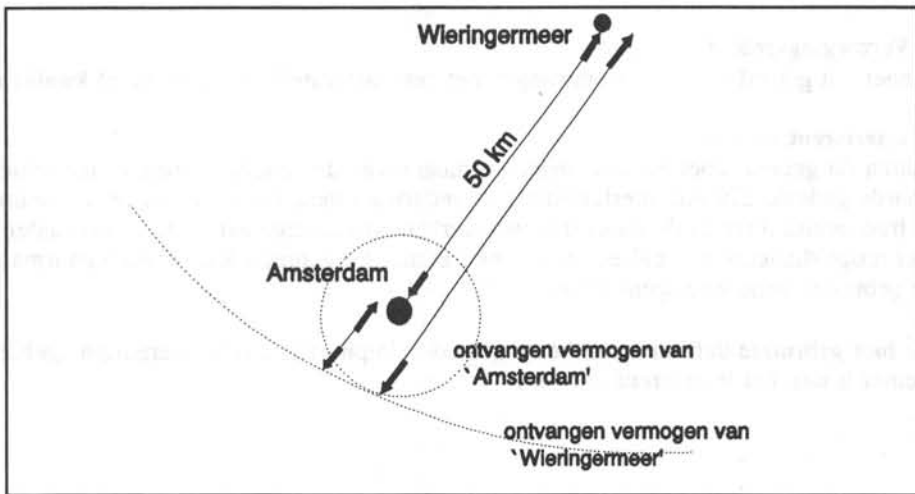 Wieringermeer
50 km
Amsterdam
ontvangen vermogen van
`Amsterdam'
ontvangen vermogen van
`Wieringermeer'